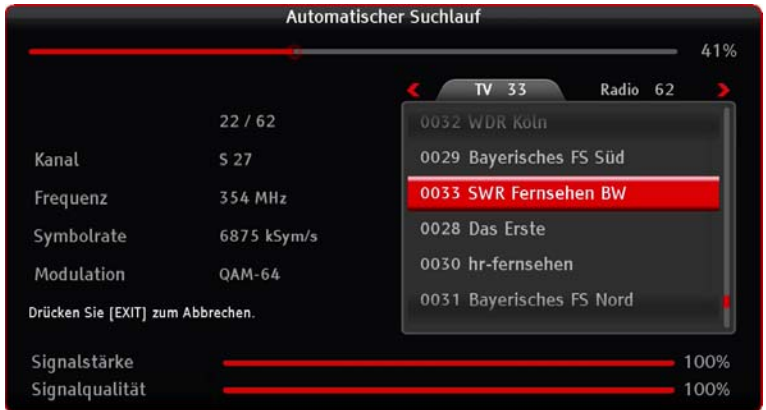 Automatischer Suchlauf
41%
TV 33 Radio 62
22 / 62
Kanal S 27
Frequenz 354 MHz
Symbolrate 6875 kSym/s
Modulation QAM-64
Drücken Sie [EXIT] zum Abbrechen.
0032 WDR Köln
0029 Bayerisches FS Süd
0033 SWR Fernsehen BW
0028 Das Erste
0030 hr-fernsehen
0031 Bayerisches FS Nord
Signalstärke 100%
Signalqualität 100%